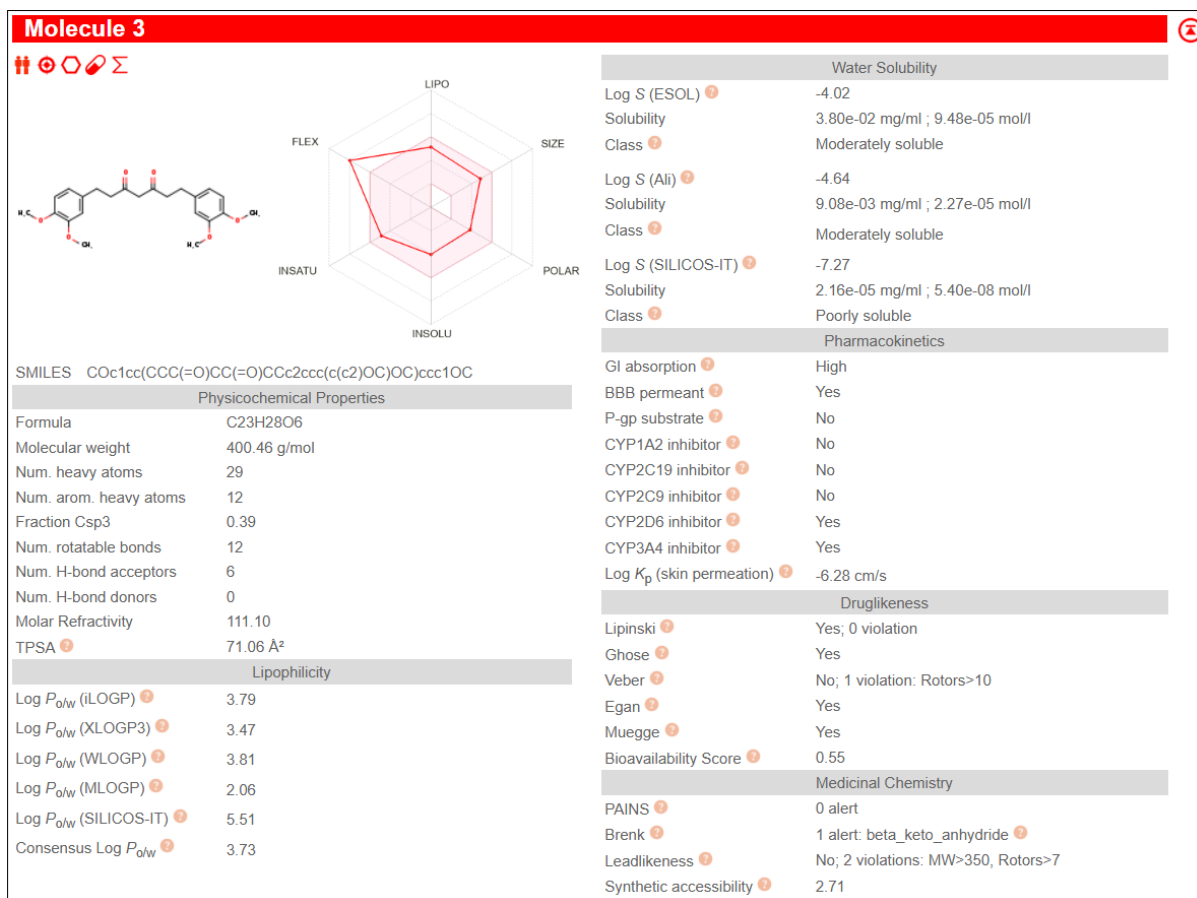 Molecule 3
LIPO
FLEX
SIZE
INSATU
POLAR
INSOLU
O
O
H₃C
O
O
CH₃
O
CH₃
O
H₃C
SMILES COc1cc(CCC(=O)CC(=O)CCc2ccc(c(c2)OC)OC)ccc1OC
Physicochemical Properties
Formula C23H28O6
Molecular weight 400.46 g/mol
Num. heavy atoms 29
Num. arom. heavy atoms 12
Fraction Csp3 0.39
Num. rotatable bonds 12
Num. H-bond acceptors 6
Num. H-bond donors 0
Molar Refractivity 111.10
TPSA ? 71.06 Å²
Lipophilicity
Log Po/w (iLOGP) ? 3.79
Log Po/w (XLOGP3) ? 3.47
Log Po/w (WLOGP) ? 3.81
Log Po/w (MLOGP) ? 2.06
Log Po/w (SILICOS-IT) ? 5.51
Consensus Log Po/w ? 3.73
Water Solubility
Log S (ESOL) ? -4.02
Solubility 3.80e-02 mg/ml ; 9.48e-05 mol/l
Class ? Moderately soluble
Log S (Ali) ? -4.64
Solubility 9.08e-03 mg/ml ; 2.27e-05 mol/l
Class ? Moderately soluble
Log S (SILICOS-IT) ? -7.27
Solubility 2.16e-05 mg/ml ; 5.40e-08 mol/l
Class ? Poorly soluble
Pharmacokinetics
GI absorption ? High
BBB permeant ? Yes
P-gp substrate ? No
CYP1A2 inhibitor ? No
CYP2C19 inhibitor ? No
CYP2C9 inhibitor ? No
CYP2D6 inhibitor ? Yes
CYP3A4 inhibitor ? Yes
Log Kp (skin permeation) ? -6.28 cm/s
Druglikeness
Lipinski ? Yes; 0 violation
Ghose ? Yes
Veber ? No; 1 violation: Rotors>10
Egan ? Yes
Muegge ? Yes
Bioavailability Score ? 0.55
Medicinal Chemistry
PAINS ? 0 alert
Brenk ? 1 alert: beta_keto_anhydride ?
Leadlikeness ? No; 2 violations: MW>350, Rotors>7
Synthetic accessibility ? 2.71